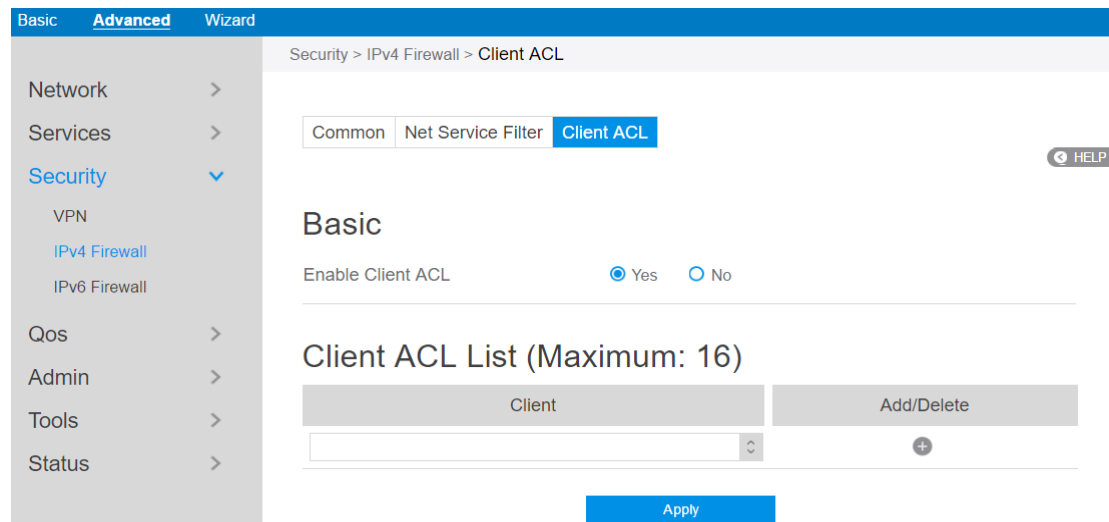 Basic Advanced Wizard
Security > IPv4 Firewall > Client ACL
Network
Services
Security
VPN
IPv4 Firewall
IPv6 Firewall
Qos
Admin
Tools
Status
Common Net Service Filter Client ACL
HELP
Basic
Enable Client ACL Yes No
Client ACL List (Maximum: 16)
Client Add/Delete
Apply